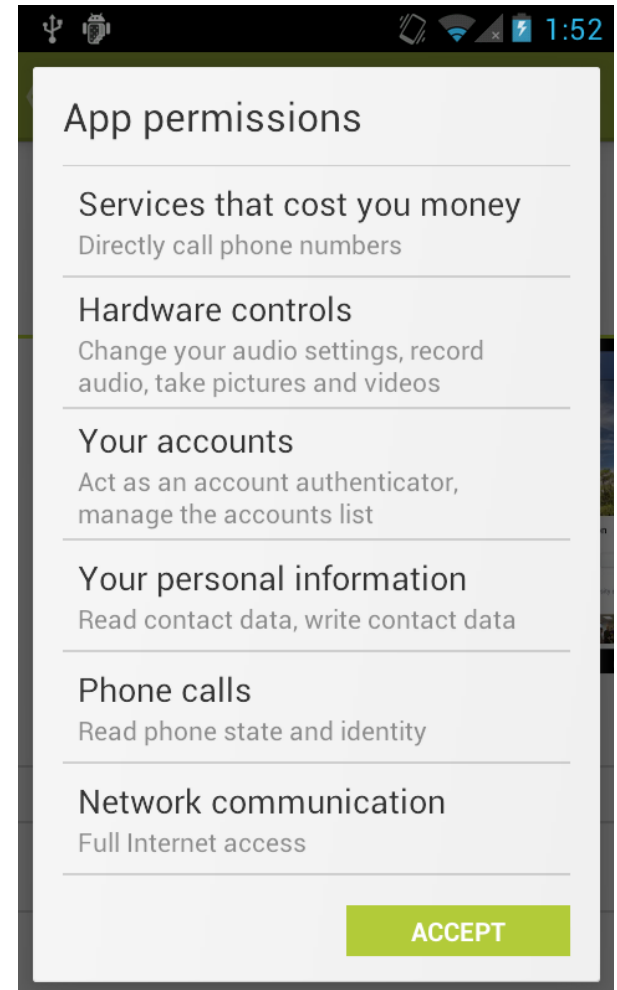 1:52
App permissions
Services that cost you money
Directly call phone numbers
Hardware controls
Change your audio settings, record
audio, take pictures and videos
Your accounts
Act as an account authenticator,
manage the accounts list
Your personal information
Read contact data, write contact data
Phone calls
Read phone state and identity
Network communication
Full Internet access
ACCEPT